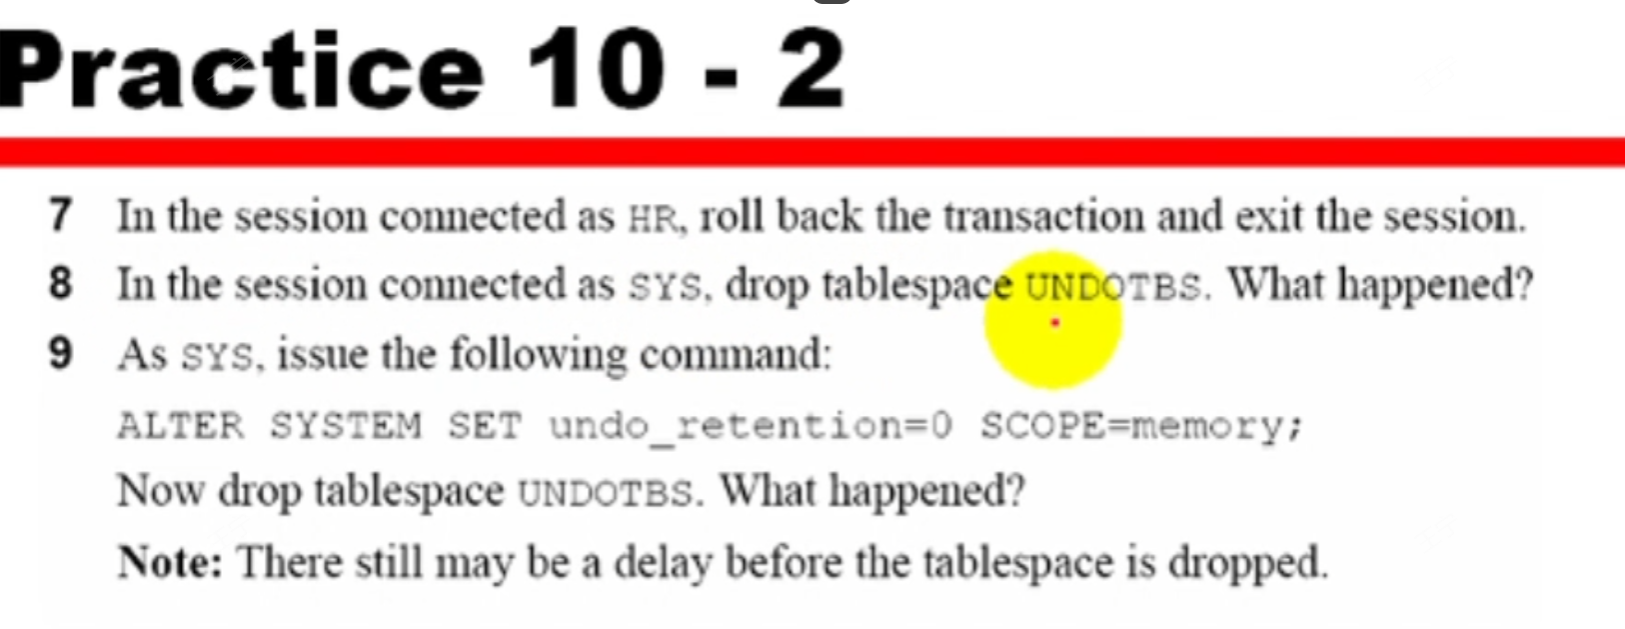 Practice 10 - 2
7 In the session connected as HR, roll back the transaction and exit the session.
8 In the session connected as SYS, drop tablespace UNDOTBS. What happened?
9 As SYS, issue the following command:
ALTER SYSTEM SET undo_retention=0 SCOPE=memory;
Now drop tablespace UNDOTBS. What happened?
Note: There still may be a delay before the tablespace is dropped.